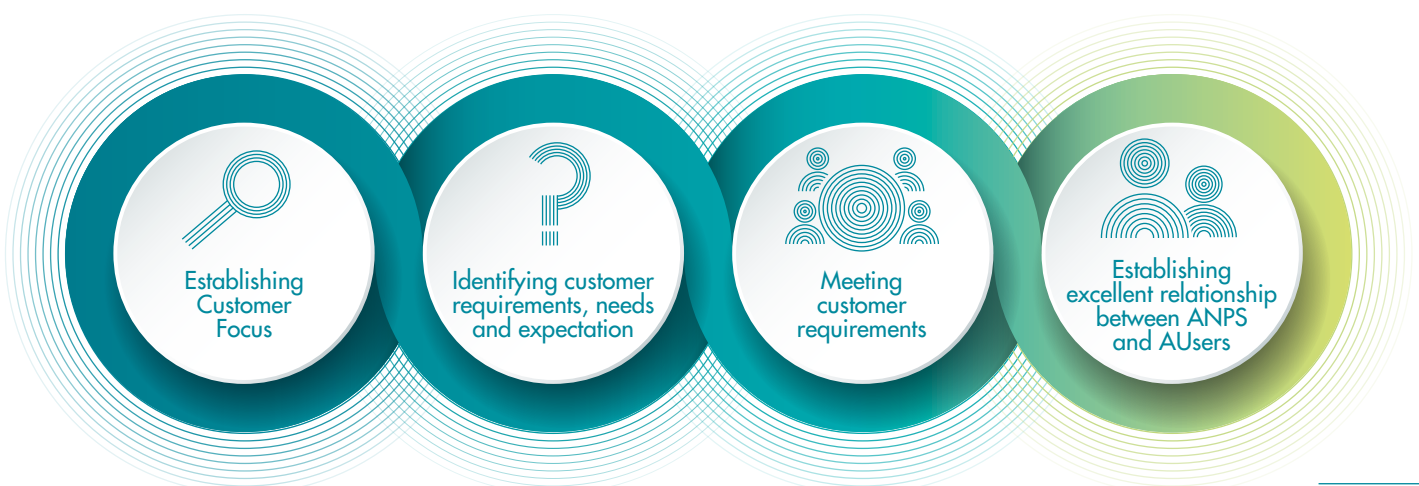 Establishing
Customer
Focus
Identifying customer
requirements, needs
and expectation
Meeting
customer
requirements
Establishing
excellent relationship
between ANPS
and AUsers